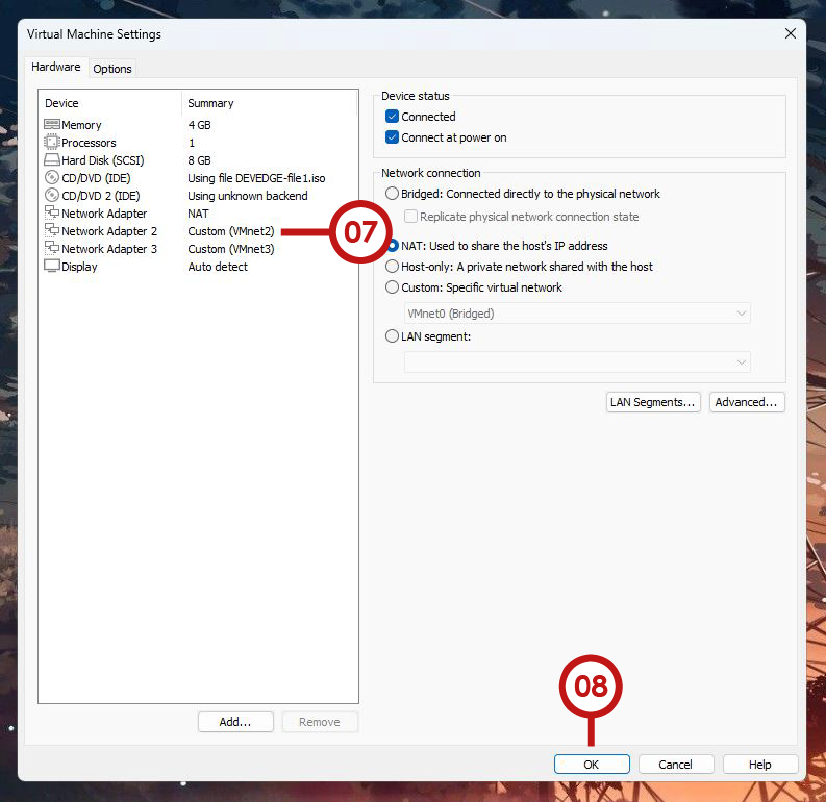 Virtual Machine Settings
Hardware Options
Device Summary
Memory 4 GB
Processors 1
Hard Disk (SCSI) 8 GB
CD/DVD (IDE) Using file DEVEDGE-file1.iso
CD/DVD 2 (IDE) Using unknown backend
Network Adapter NAT
Network Adapter 2 Custom (VMnet2)
Network Adapter 3 Custom (VMnet3)
Display Auto detect
07
Add... Remove
Device status
Connected
Connect at power on
Network connection
Bridged: Connected directly to the physical network
Replicate physical network connection state
NAT: Used to share the host's IP address
Host-only: A private network shared with the host
Custom: Specific virtual network
VMnet0 (Bridged)
LAN segment:
LAN Segments... Advanced...
08
OK Cancel Help